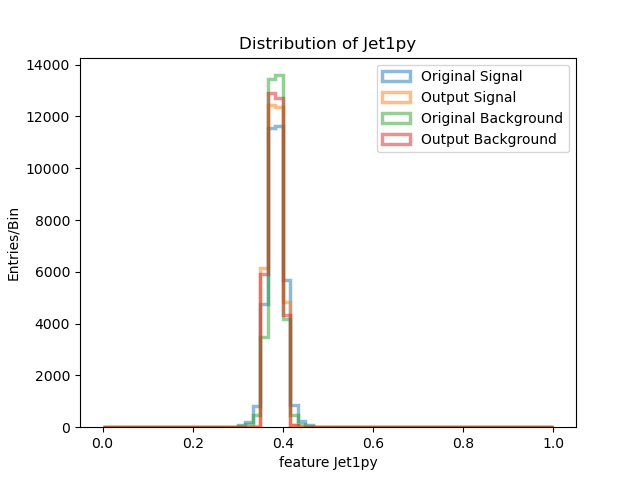 Distribution of Jet1py
14000
12000
10000
8000
6000
4000
2000
0
Entries/Bin
Original Signal
Output Signal
Original Background
Output Background
0.0
0.2
0.4
0.6
0.8
1.0
feature Jet1py